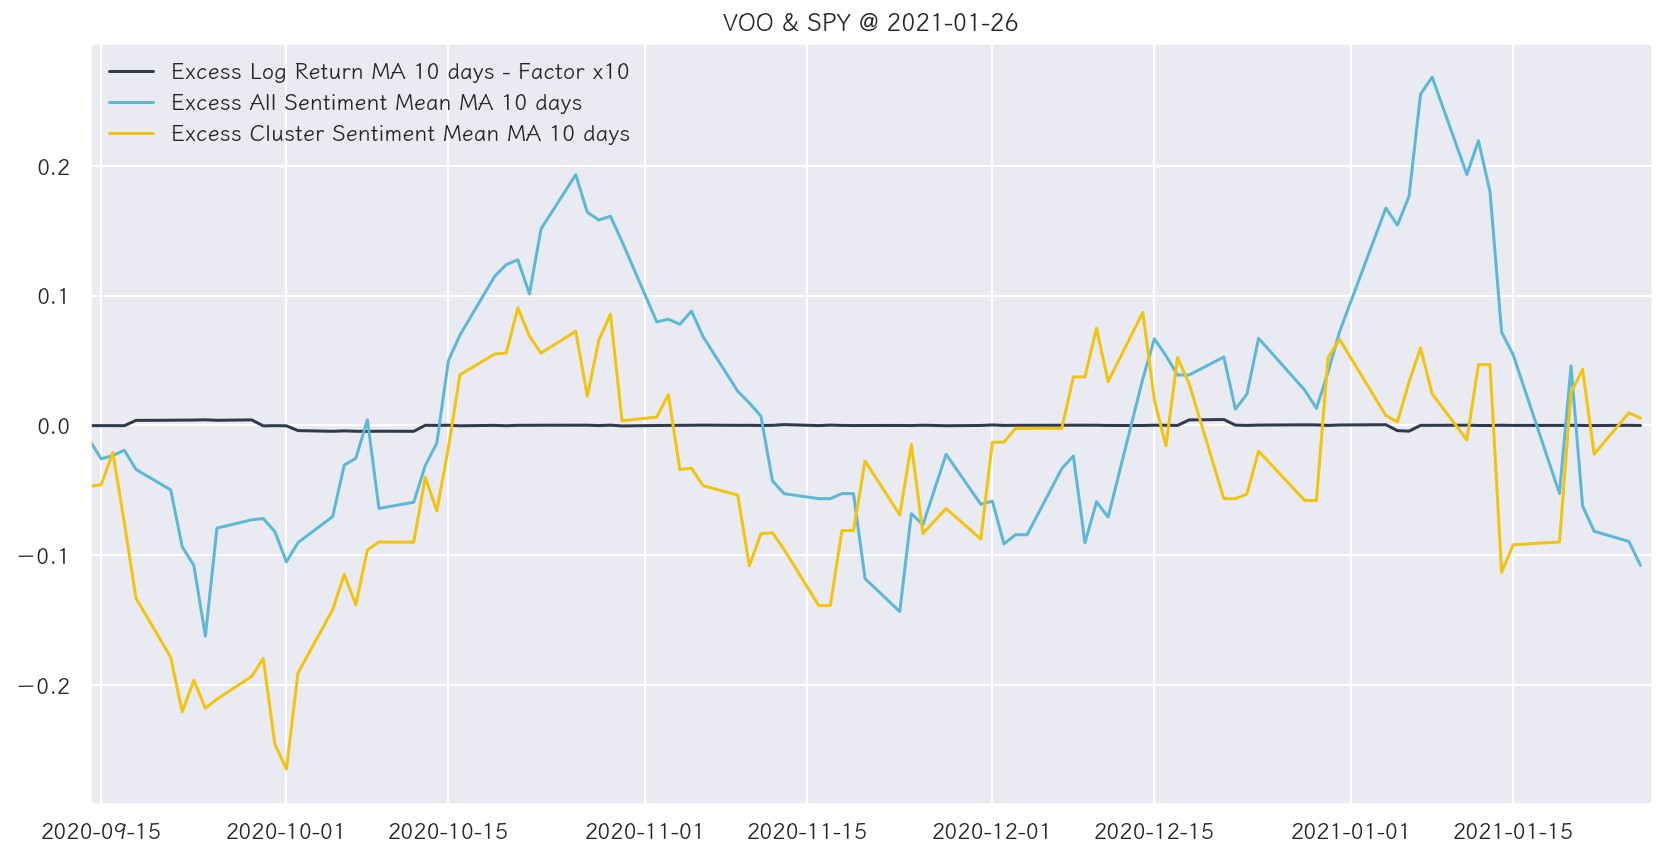 VOO & SPY @ 2021-01-26
Excess Log Return MA 10 days - Factor x10
Excess All Sentiment Mean MA 10 days
Excess Cluster Sentiment Mean MA 10 days
0.2
0.1
0.0
−0.1
−0.2
2020-09-15 2020-10-01 2020-10-15 2020-11-01 2020-11-15 2020-12-01 2020-12-15 2021-01-01 2021-01-15